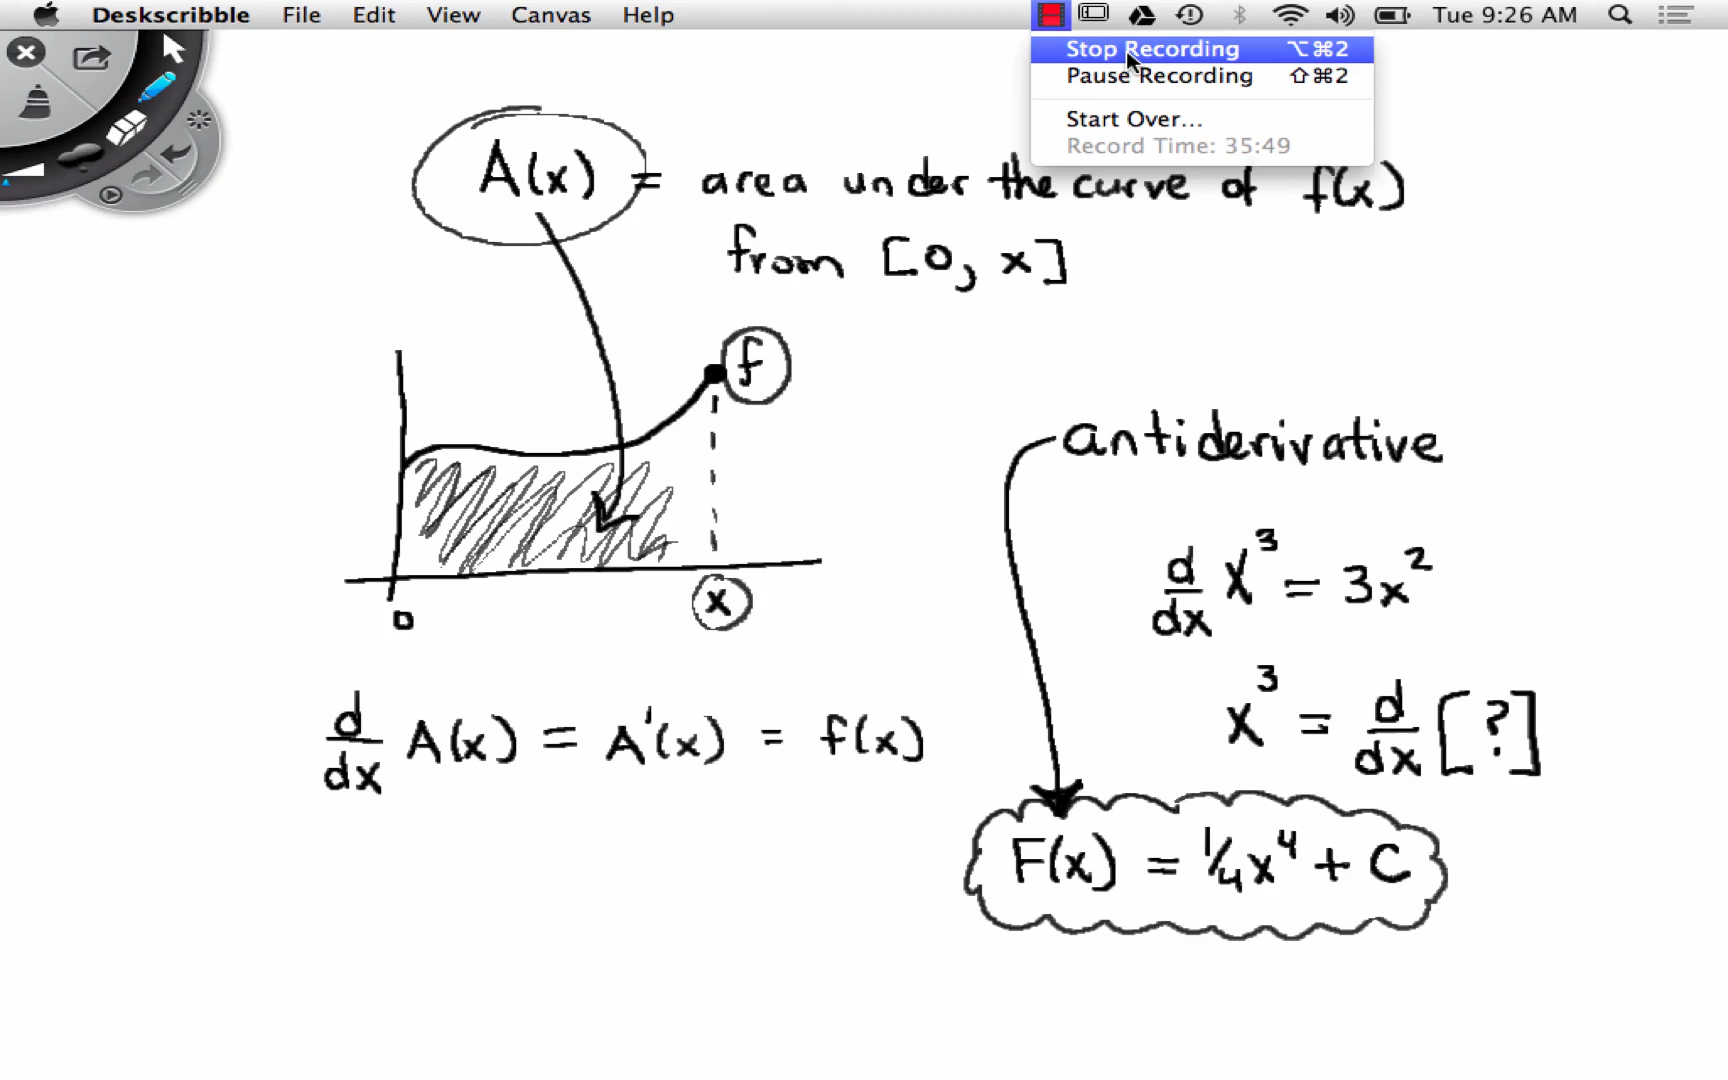 Deskscribble File Edit View Canvas Help Tue 9:26 AM
Stop Recording ⌥⌘2
Pause Recording ⇧⌘2
Start Over...
Record Time: 35:49
A(x) = area under the curve of f(x)
from [0, x]
f
0
x
d/dx A(x) = A'(x) = f(x)
antiderivative
d/dx x³ = 3x²
x³ = d/dx [?]
F(x) = ¼x⁴ + C